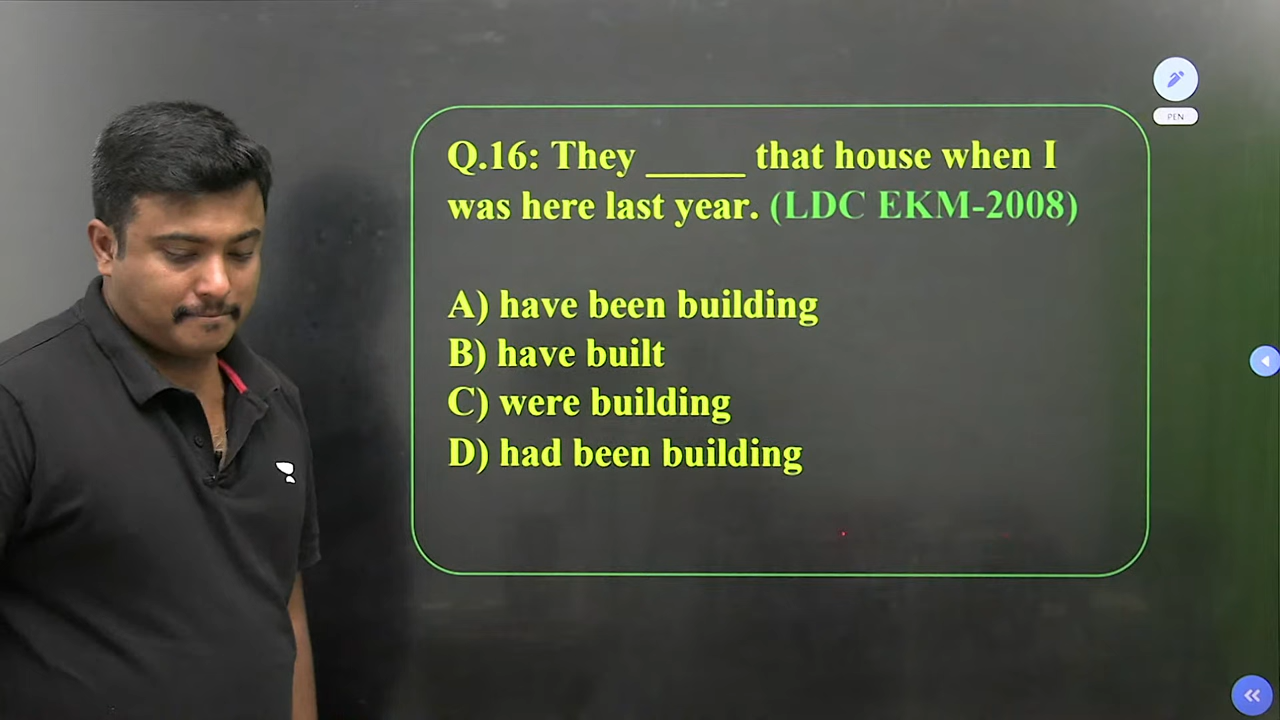 PEN
Q.16: They _____ that house when I
was here last year. (LDC EKM-2008)
A) have been building
B) have built
C) were building
D) had been building